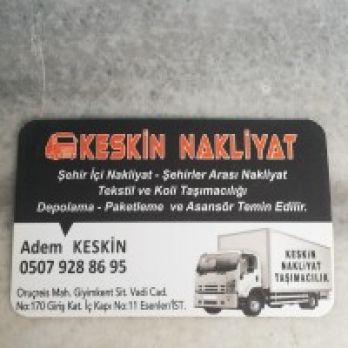 KESKİN NAKLİYAT
Şehir İçi Nakliyat - Şehirler Arası Nakliyat
Tekstil ve Koli Taşımacılığı
Depolama - Paketleme ve Asansör Temin Edilir.
Adem KESKİN
0507 928 86 95
Oruçreis Mah. Giyimkent Sit. Vadi Cad.
No:170 Giriş Kat. İç Kapı No:11 Esenler/İST.
KESKİN
NAKLİYAT
TAŞIMACILIK